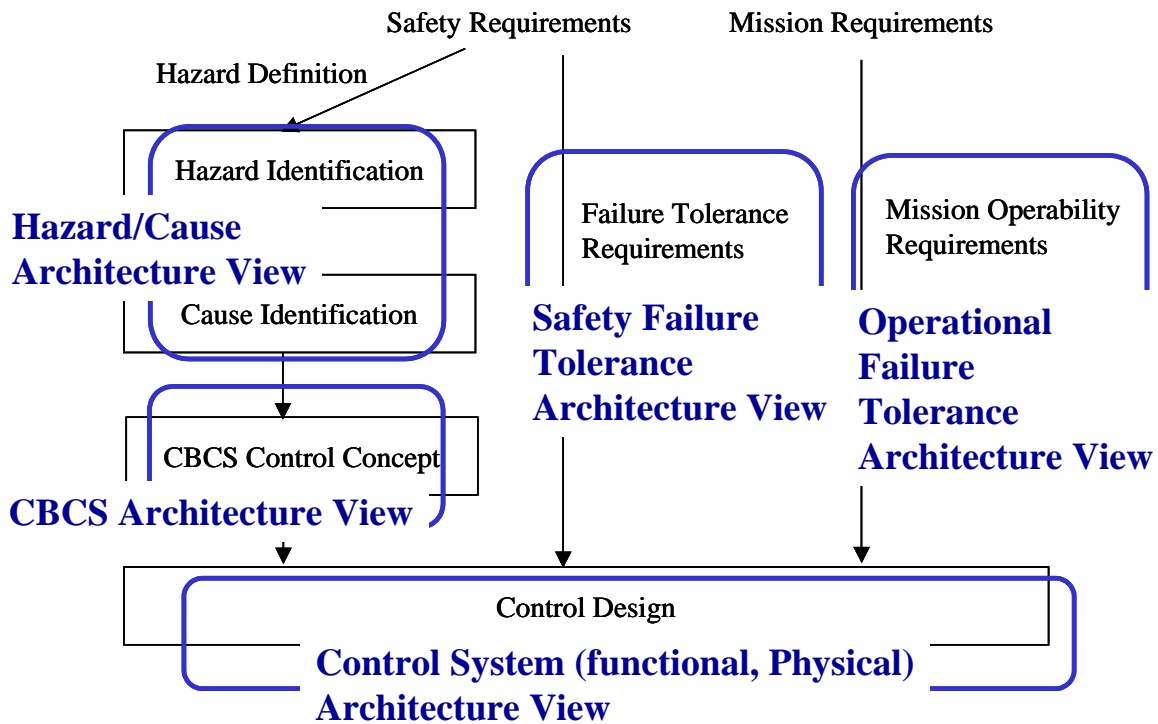 Safety Requirements
Mission Requirements
Hazard Definition
Hazard Identification
Hazard/Cause
Architecture View
Cause Identification
Failure Tolerance
Requirements
Safety Failure
Tolerance
Architecture View
Mission Operability
Requirements
Operational
Failure
Tolerance
Architecture View
CBCS Control Concept
CBCS Architecture View
Control Design
Control System (functional, Physical)
Architecture View